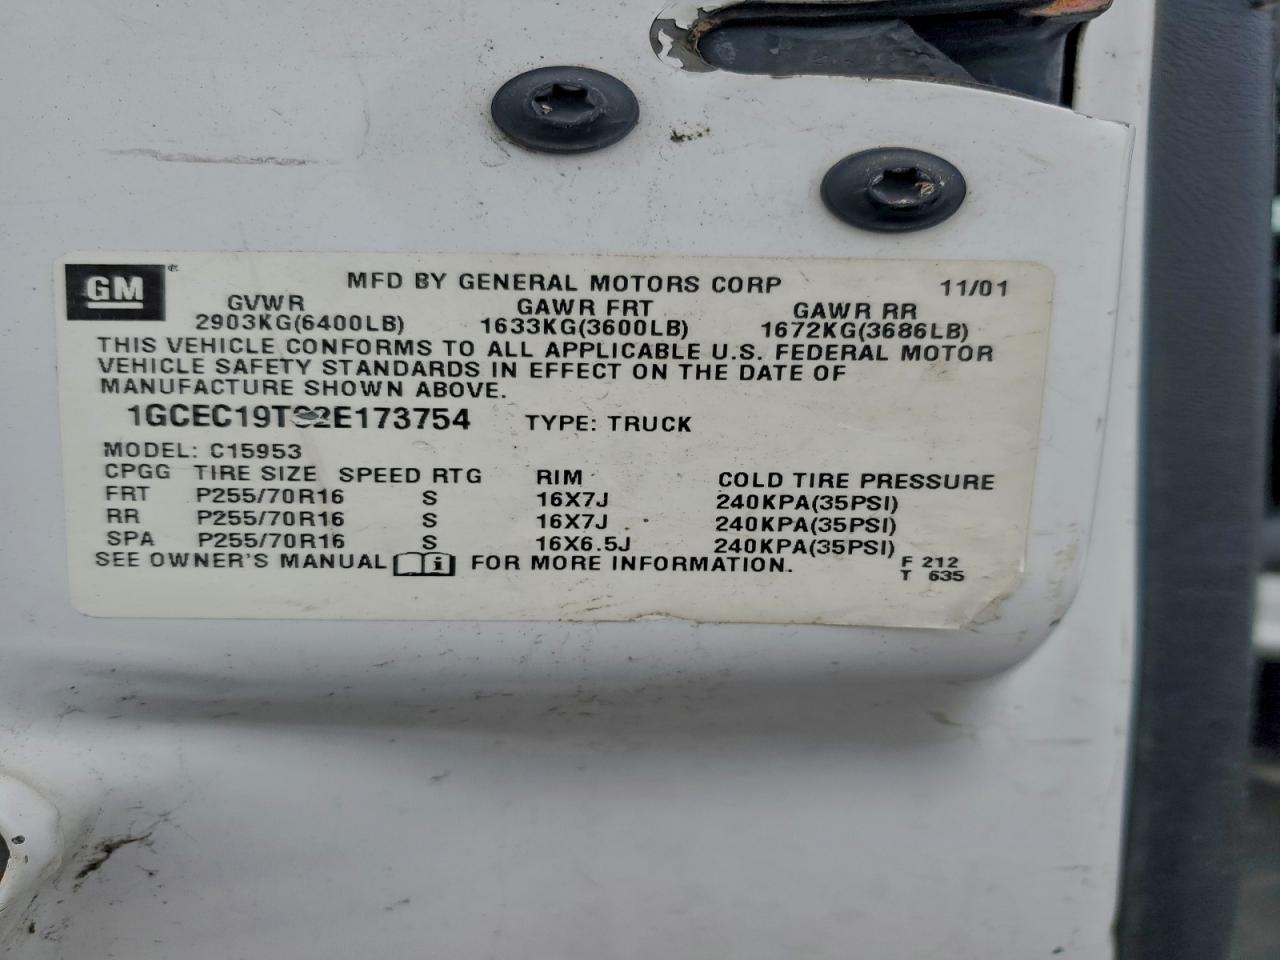 GM
MFD BY GENERAL MOTORS CORP 11/01
GVWR GAWR FRT GAWR RR
2903KG(6400LB) 1633KG(3600LB) 1672KG(3686LB)
THIS VEHICLE CONFORMS TO ALL APPLICABLE U.S. FEDERAL MOTOR
VEHICLE SAFETY STANDARDS IN EFFECT ON THE DATE OF
MANUFACTURE SHOWN ABOVE.
TYPE: TRUCK
MODEL: C15953
CPGG TIRE SIZE SPEED RTG RIM COLD TIRE PRESSURE
FRT P255/70R16 S 16X7J 240KPA(35PSI)
RR P255/70R16 S 16X7J 240KPA(35PSI)
SPA P255/70R16 S 16X6.5J 240KPA(35PSI)
SEE OWNER'S MANUAL i FOR MORE INFORMATION. F 212
T 635